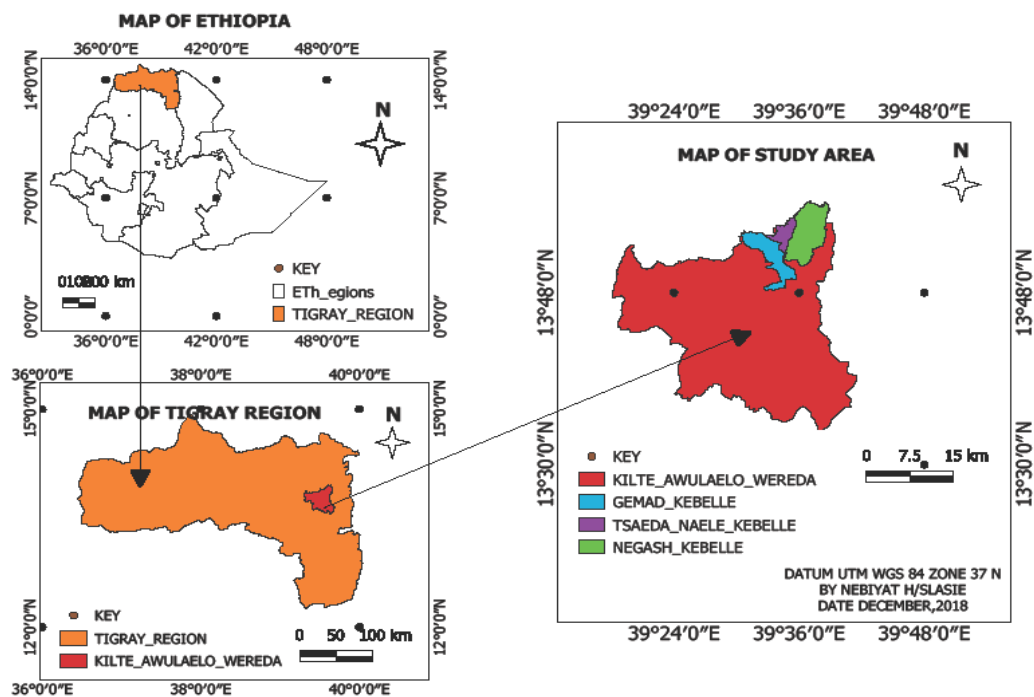 MAP OF ETHIOPIA
36°0'0"E 42°0'0"E 48°0'0"E
14°0'0"N
14°0'0"N
N
7°0'0"N
7°0'0"N
KEY
ETh_egions
TIGRAY_REGION
km
0°0'0"N
0°0'0"N
36°0'0"E 42°0'0"E 48°0'0"E
36°0'0"E 38°0'0"E 40°0'0"E
15°0'0"N
15°0'0"N
MAP OF TIGRAY REGION
N
KEY
TIGRAY_REGION
KILTE_AWULAELO_WEREDA
0 50 100 km
12°0'0"N
12°0'0"N
36°0'0"E 38°0'0"E 40°0'0"E
39°24'0"E 39°36'0"E 39°48'0"E
MAP OF STUDY AREA
N
13°48'0"N
13°48'0"N
KEY
0 7.5 15 km
KILTE_AWULAELO_WEREDA
GEMAD_KEBELLE
TSAEDA_NAELE_KEBELLE
NEGASH_KEBELLE
13°30'0"N
13°30'0"N
DATUM UTM WGS 84 ZONE 37 N
BY NEBIYAT H/SLASIE
DATE DECEMBER,2018
39°24'0"E 39°36'0"E 39°48'0"E